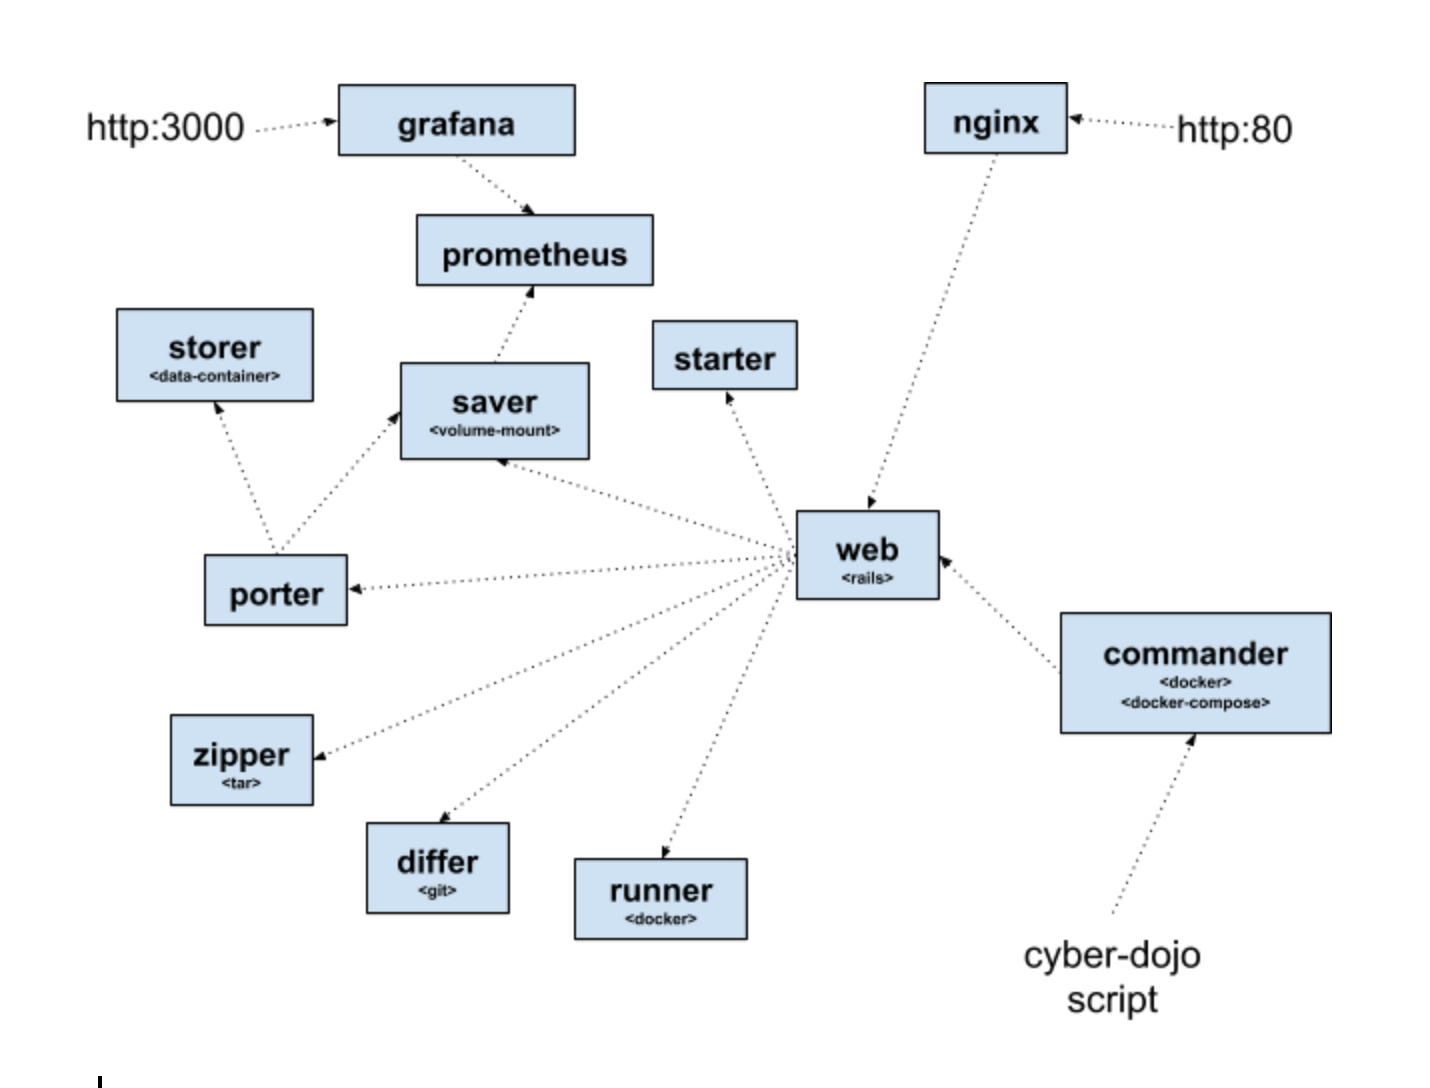 http:3000
grafana
nginx
http:80
prometheus
storer
<data-container>
saver
<volume-mount>
starter
web
<rails>
porter
commander
<docker>
<docker-compose>
zipper
<tar>
differ
<git>
runner
<docker>
cyber-dojo
script